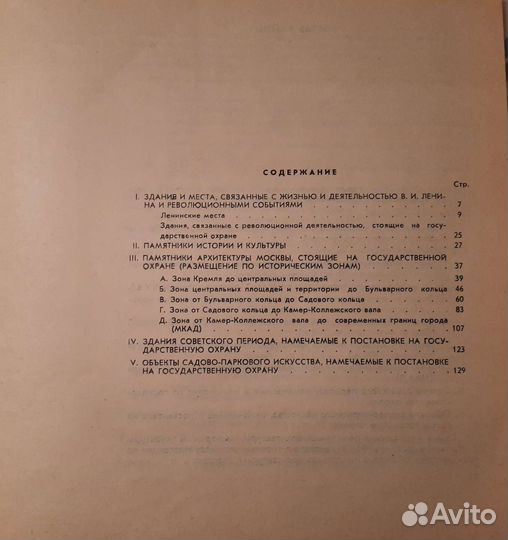 СОДЕРЖАНИЕ
Стр.
I. ЗДАНИЯ И МЕСТА, СВЯЗАННЫЕ С ЖИЗНЬЮ И ДЕЯТЕЛЬНОСТЬЮ В. И. ЛЕНИ-
НА И РЕВОЛЮЦИОННЫМИ СОБЫТИЯМИ . . . . . . . . . . 7
Ленинские места . . . . . . . . . . 9
Здания, связанные с революционной деятельностью, стоящие на госу-
дарственной охране . . . . . . . . . . 25
II. ПАМЯТНИКИ ИСТОРИИ И КУЛЬТУРЫ . . . . . . . . . . 27
III. ПАМЯТНИКИ АРХИТЕКТУРЫ МОСКВЫ, СТОЯЩИЕ НА ГОСУДАРСТВЕННОЙ
ОХРАНЕ (РАЗМЕЩЕНИЕ ПО ИСТОРИЧЕСКИМ ЗОНАМ) . . . . . . 37
А. Зона Кремля до центральных площадей . . . . . . . 39
Б. Зона центральных площадей и территории до Бульварного кольца 46
В. Зона от Бульварного кольца до Садового кольца . . . . . 60
Г. Зона от Садового кольца до Камер-Коллежского вала . . . . 83
Д. Зона от Камер-Коллежского вала до современных границ города
(МКАД) . . . . . . . . . . 107
IV. ЗДАНИЯ СОВЕТСКОГО ПЕРИОДА, НАМЕЧАЕМЫЕ К ПОСТАНОВКЕ НА ГОСУ-
ДАРСТВЕННУЮ ОХРАНУ . . . . . . . . . . 123
V. ОБЪЕКТЫ САДОВО-ПАРКОВОГО ИСКУССТВА, НАМЕЧАЕМЫЕ К ПОСТАНОВКЕ
НА ГОСУДАРСТВЕННУЮ ОХРАНУ . . . . . . . . . . 129
Avito